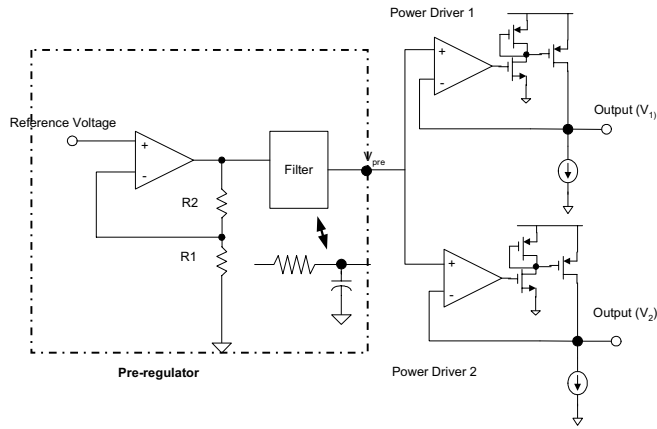 Power Driver 1
+
-
Output (V1)
Reference Voltage
+
-
Filter
pre
R2
R1
+
-
Output (V2)
Power Driver 2
Pre-regulator